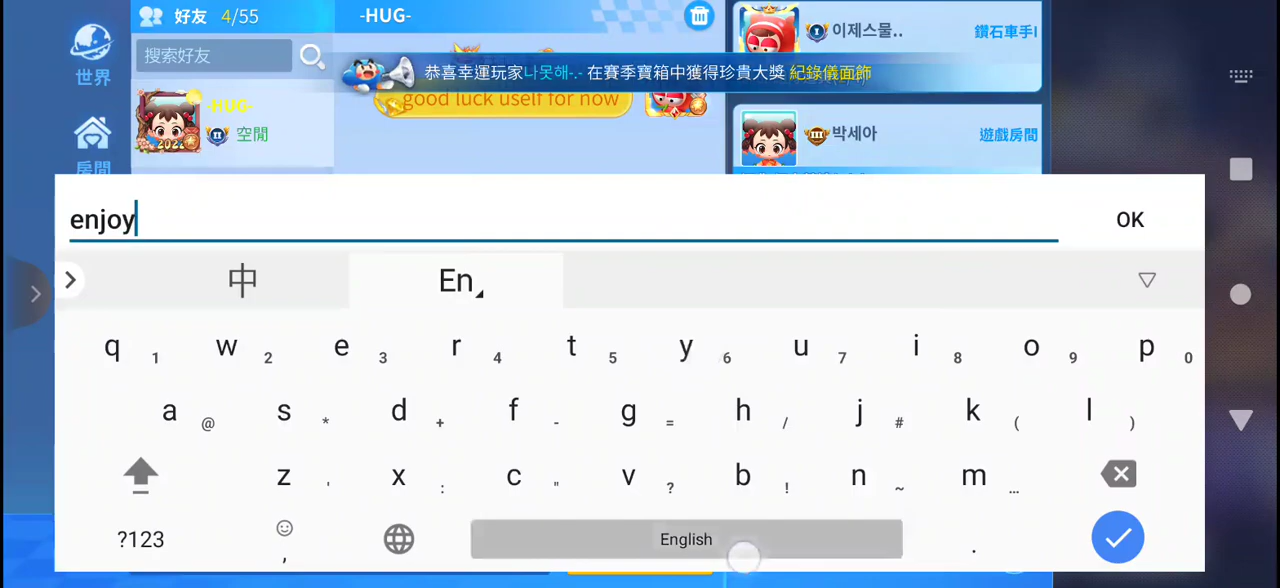 世界
房間
好友 4/55
搜索好友
-HUG-
空閒
2022
-HUG-
恭喜幸運玩家나못해-.- 在賽季寶箱中獲得珍貴大獎 紀錄儀面飾
good luck uself for now
이제스물..
鑽石車手I
박세아
遊戲房間
enjoy
OK
中
En
q 1 w 2 e 3 r 4 t 5 y 6 u 7 i 8 o 9 p 0
a @ s * d + f - g = h / j # k ( l )
z ' x : c " v ? b ! n ~ m ...
?123
,
English
.